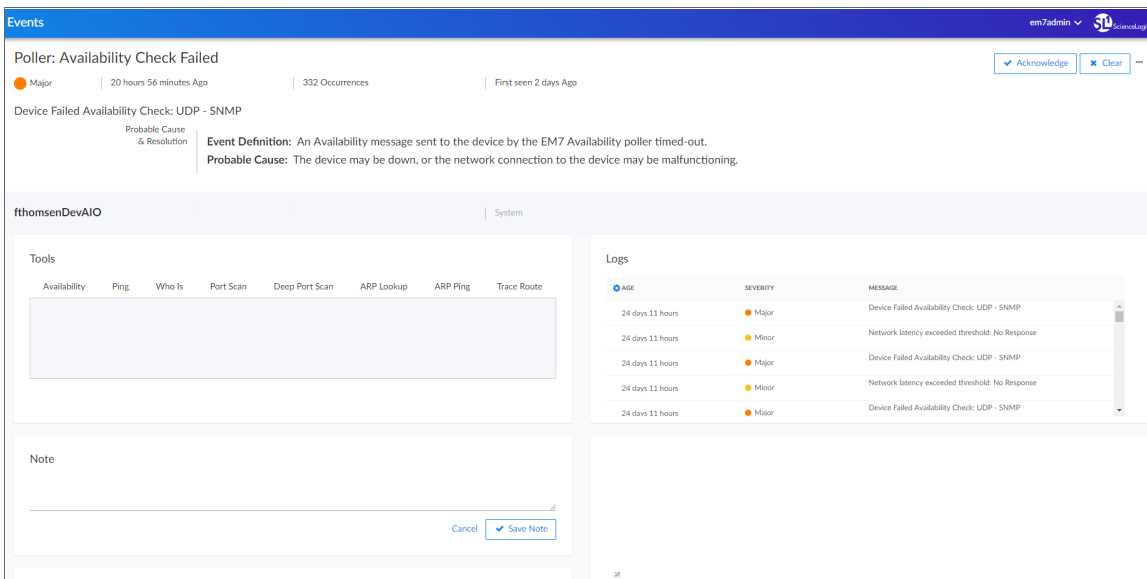 Events
em7admin
SL ScienceLogic
Poller: Availability Check Failed
Acknowledge
Clear
Major
20 hours 56 minutes Ago
332 Occurrences
First seen 2 days Ago
Device Failed Availability Check: UDP - SNMP
Probable Cause
& Resolution
Event Definition: An Availability message sent to the device by the EM7 Availability poller timed-out.
Probable Cause: The device may be down, or the network connection to the device may be malfunctioning.
fthomsenDevAIO
System
Tools
Availability Ping Who Is Port Scan Deep Port Scan ARP Lookup ARP Ping Trace Route
Logs
AGE SEVERITY MESSAGE
24 days 11 hours Major Device Failed Availability Check: UDP - SNMP
24 days 11 hours Minor Network latency exceeded threshold: No Response
24 days 11 hours Major Device Failed Availability Check: UDP - SNMP
24 days 11 hours Minor Network latency exceeded threshold: No Response
24 days 11 hours Major Device Failed Availability Check: UDP - SNMP
Note
Cancel
Save Note